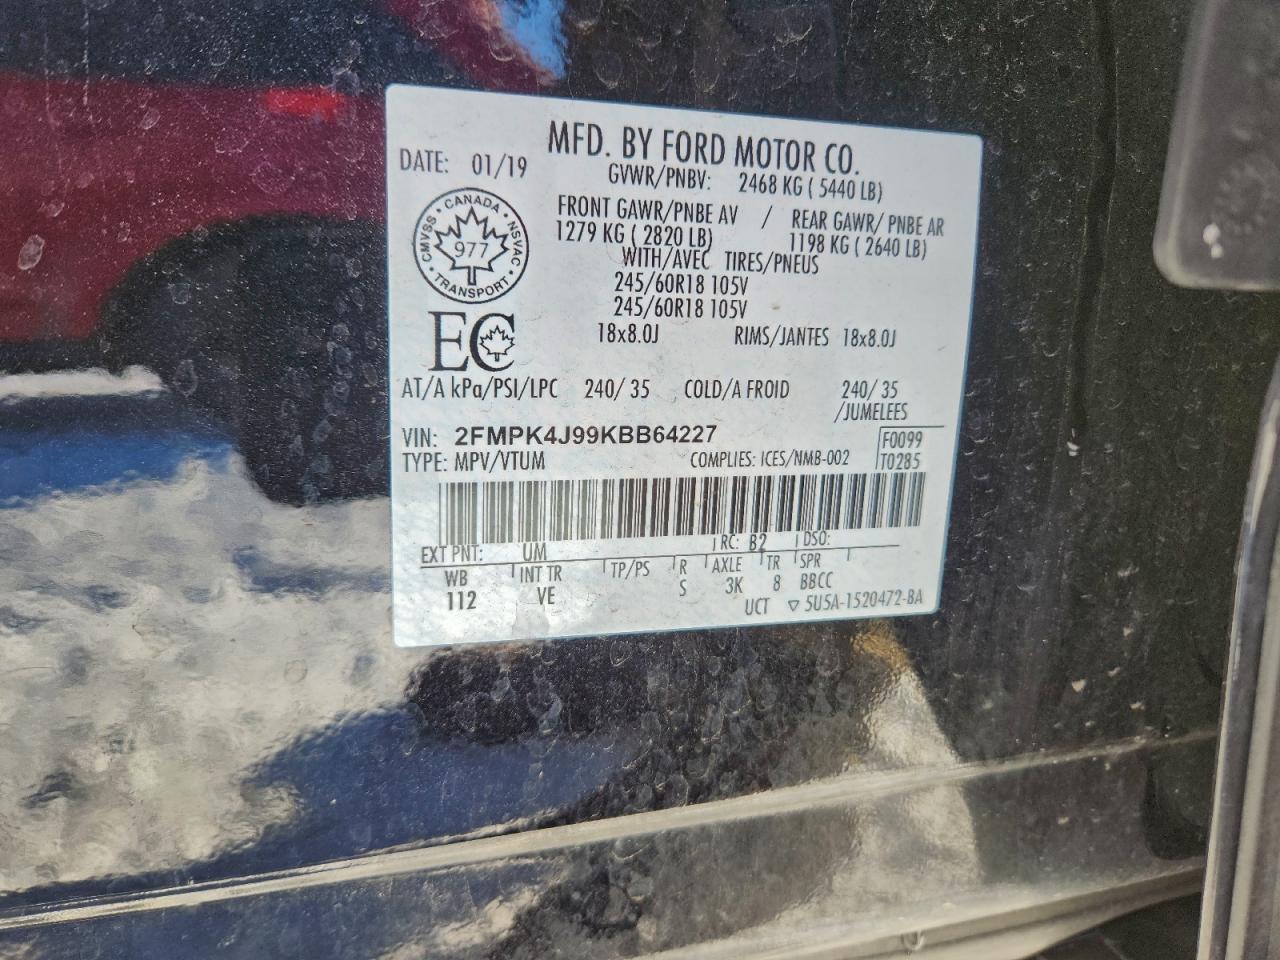 MFD. BY FORD MOTOR CO.
DATE: 01/19
GVWR/PNBV: 2468 KG ( 5440 LB)
FRONT GAWR/PNBE AV / REAR GAWR/ PNBE AR
1279 KG ( 2820 LB) 1198 KG ( 2640 LB)
WITH/AVEC TIRES/PNEUS
245/60R18 105V
245/60R18 105V
18x8.0J RIMS/JANTES 18x8.0J
CANADA
CMVSS NSVAC
977
TRANSPORT
EC
AT/A kPa/PSI/LPC 240/ 35 COLD/A FROID 240/ 35
/JUMELEES
VIN: 2FMPK4J99KBB64227 F0099
TYPE: MPV/VTUM COMPLIES: ICES/NMB-002 T0285
EXT PNT: UM RC: B2 DSO:
WB INT TR TP/PS R AXLE TR SPR
112 VE S 3K 8 BBCC
UCT ▽ 5U5A-1520472-BA